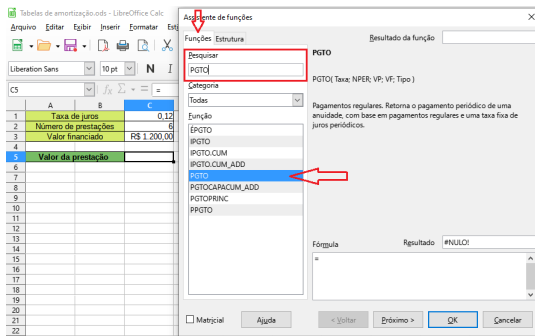 Tabelas de amortização.ods - LibreOffice Calc
Arquivo Editar Exibir Inserir Formatar Esti
Liberation Sans 10 pt N I
C5 fx Σ =
A B C
1 Taxa de juros 0,12
2 Número de prestações 6
3 Valor financiado R$ 1.200,00
4
5 Valor da prestação
6
7
8
9
10
11
12
13
14
15
16
17
18
19
20
21
22
Assistente de funções
Funções Estrutura
Pesquisar
PGTO
Categoria
Todas
Função
ÉPGTO
IPGTO
IPGTO.CUM
IPGTO.CUM_ADD
PGTO
PGTOCAPACUM_ADD
PGTOPRINC
PPGTO
Resultado da função
PGTO
PGTO( Taxa; NPER; VP; VF; Tipo )
Pagamentos regulares. Retorna o pagamento periódico de uma
anuidade, com base em pagamentos regulares e uma taxa fixa de
juros periódicos.
Fórmula Resultado #NULO!
=
Matricial Ajuda < Voltar Próximo > OK Cancelar